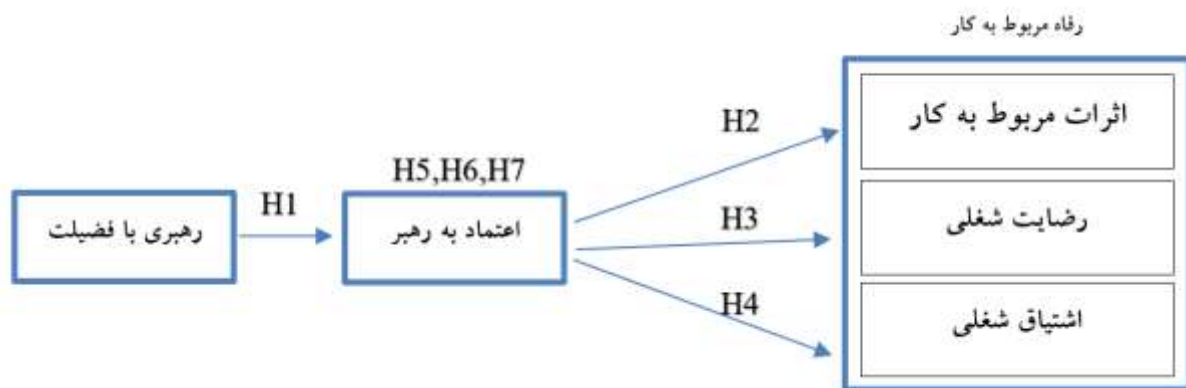 رفاه مربوط به کار
اثرات مربوط به کار
H2
H5,H6,H7
H1
رهبری با فضیلت
اعتماد به رهبر
H3
رضایت شغلی
H4
اشتیاق شغلی